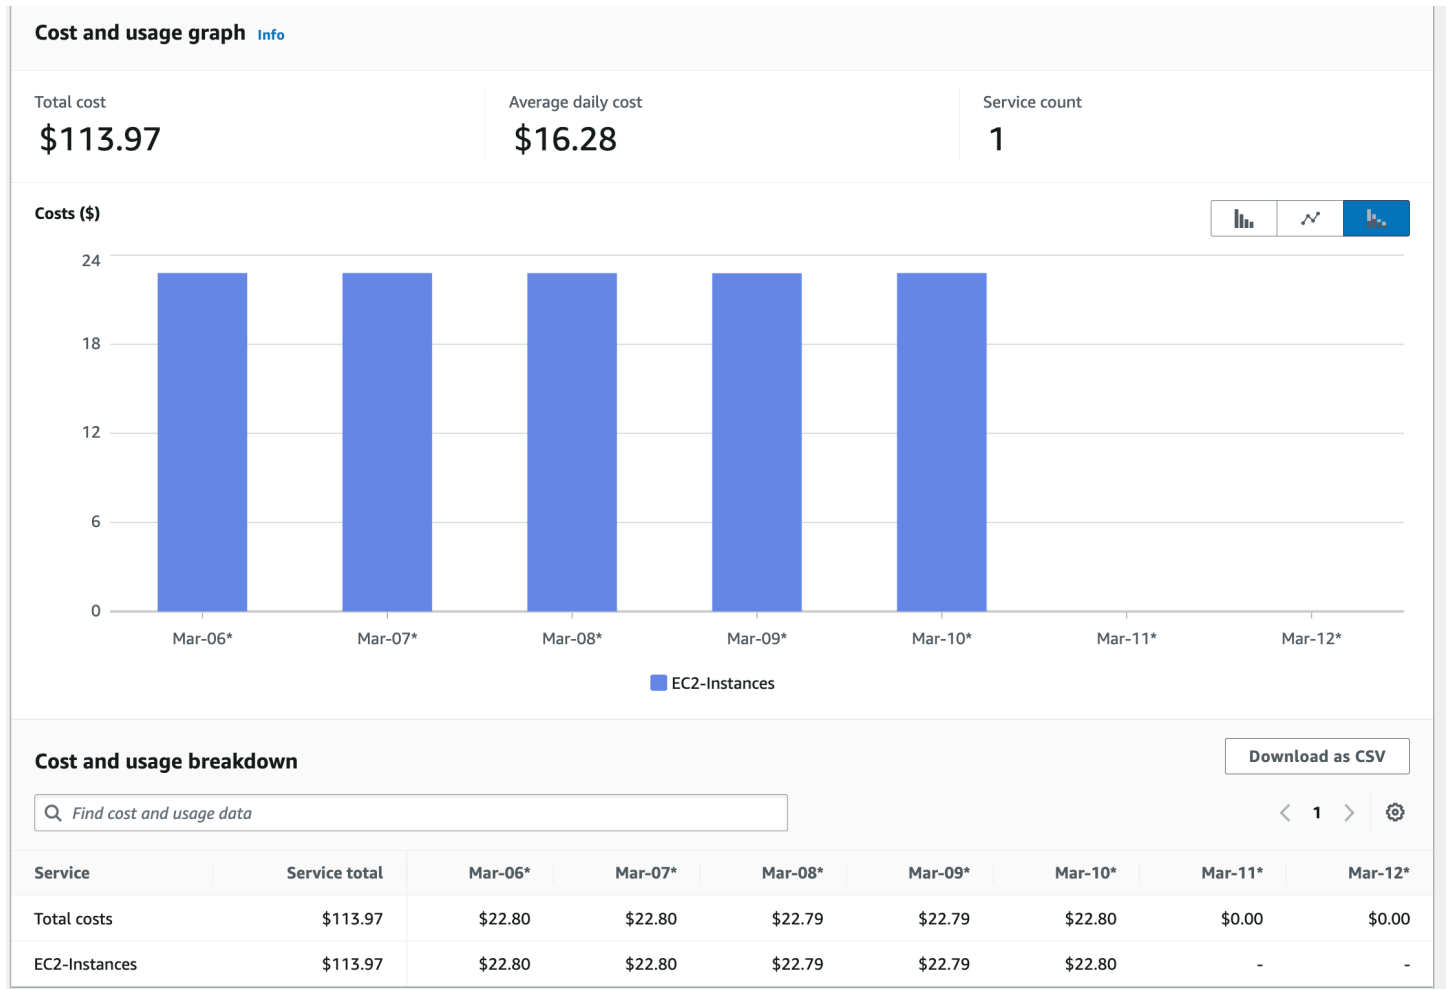 Cost and usage graph Info
Total cost Average daily cost Service count
$113.97 $16.28 1
Costs ($)
24
18
12
6
0
Mar-06* Mar-07* Mar-08* Mar-09* Mar-10* Mar-11* Mar-12*
EC2-Instances
Cost and usage breakdown Download as CSV
Find cost and usage data 1
Service Service total Mar-06* Mar-07* Mar-08* Mar-09* Mar-10* Mar-11* Mar-12*
Total costs $113.97 $22.80 $22.80 $22.79 $22.79 $22.80 $0.00 $0.00
EC2-Instances $113.97 $22.80 $22.80 $22.79 $22.79 $22.80 - -